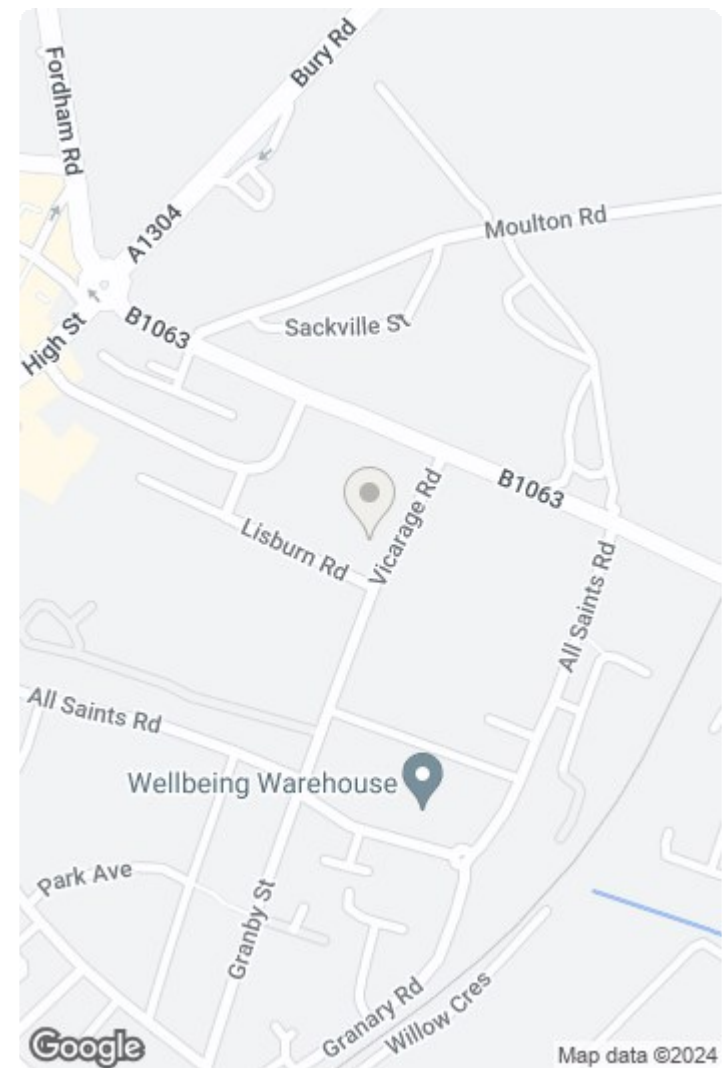 Bury Rd
Fordham Rd
A1304
Moulton Rd
High St
B1063
Sackville St
B1063
Vicarage Rd
Lisburn Rd
All Saints Rd
All Saints Rd
Wellbeing Warehouse
Park Ave
Granby St
Granary Rd
Willow Cres
Google
Map data ©2024